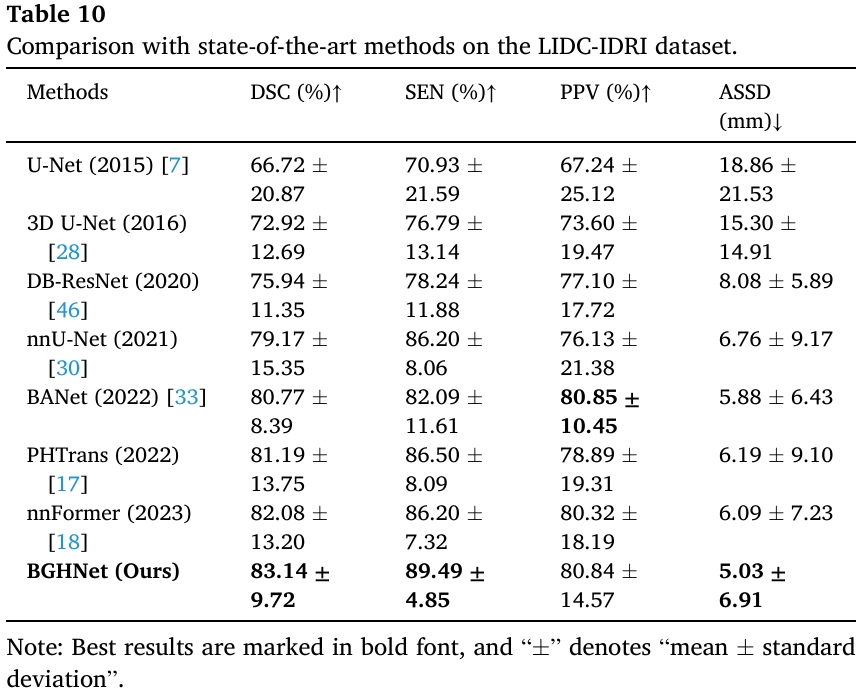 Table 10
Comparison with state-of-the-art methods on the LIDC-IDRI dataset.
Methods DSC (%)↑ SEN (%)↑ PPV (%)↑ ASSD
(mm)↓
U-Net (2015) [7] 66.72 ± 70.93 ± 67.24 ± 18.86 ±
20.87 21.59 25.12 21.53
3D U-Net (2016) 72.92 ± 76.79 ± 73.60 ± 15.30 ±
[28] 12.69 13.14 19.47 14.91
DB-ResNet (2020) 75.94 ± 78.24 ± 77.10 ± 8.08 ± 5.89
[46] 11.35 11.88 17.72
nnU-Net (2021) 79.17 ± 86.20 ± 76.13 ± 6.76 ± 9.17
[30] 15.35 8.06 21.38
BANet (2022) [33] 80.77 ± 82.09 ± 80.85 ± 5.88 ± 6.43
8.39 11.61 10.45
PHTrans (2022) 81.19 ± 86.50 ± 78.89 ± 6.19 ± 9.10
[17] 13.75 8.09 19.31
nnFormer (2023) 82.08 ± 86.20 ± 80.32 ± 6.09 ± 7.23
[18] 13.20 7.32 18.19
BGHNet (Ours) 83.14 ± 89.49 ± 80.84 ± 5.03 ±
9.72 4.85 14.57 6.91
Note: Best results are marked in bold font, and “±” denotes “mean ± standard
deviation”.